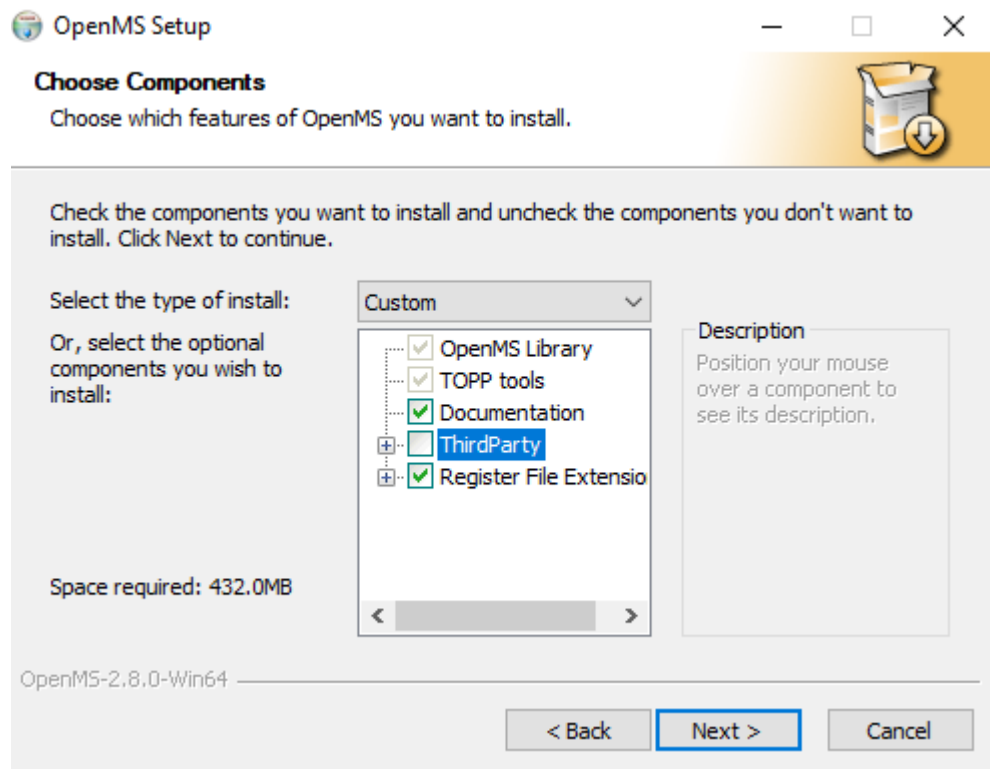 OpenMS Setup
Choose Components
Choose which features of OpenMS you want to install.
Check the components you want to install and uncheck the components you don't want to
install. Click Next to continue.
Select the type of install:
Custom
Or, select the optional
components you wish to
install:
OpenMS Library
TOPP tools
Documentation
ThirdParty
Register File Extensio
Description
Position your mouse
over a component to
see its description.
Space required: 432.0MB
OpenMS-2.8.0-Win64
< Back
Next >
Cancel